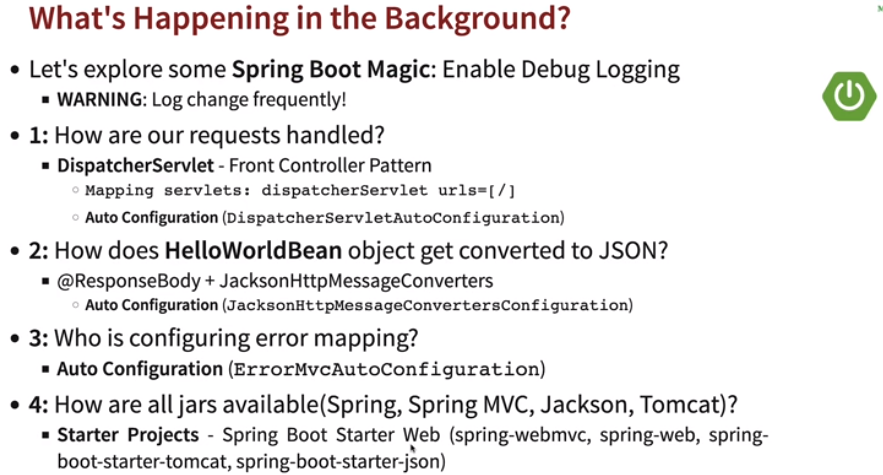 What's Happening in the Background?
• Let's explore some Spring Boot Magic: Enable Debug Logging
▪ WARNING: Log change frequently!
• 1: How are our requests handled?
▪ DispatcherServlet - Front Controller Pattern
◦ Mapping servlets: dispatcherServlet urls=[/]
◦ Auto Configuration (DispatcherServletAutoConfiguration)
• 2: How does HelloWorldBean object get converted to JSON?
▪ @ResponseBody + JacksonHttpMessageConverters
◦ Auto Configuration (JacksonHttpMessageConvertersConfiguration)
• 3: Who is configuring error mapping?
▪ Auto Configuration (ErrorMvcAutoConfiguration)
• 4: How are all jars available(Spring, Spring MVC, Jackson, Tomcat)?
▪ Starter Projects - Spring Boot Starter Web (spring-webmvc, spring-web, spring-
boot-starter-tomcat, spring-boot-starter-json)